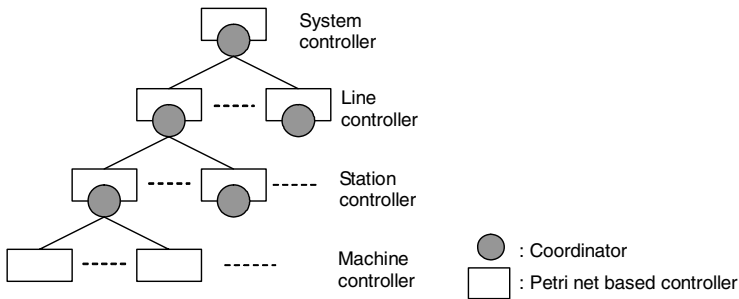 System
controller
Line
controller
Station
controller
Machine
controller
: Coordinator
: Petri net based controller